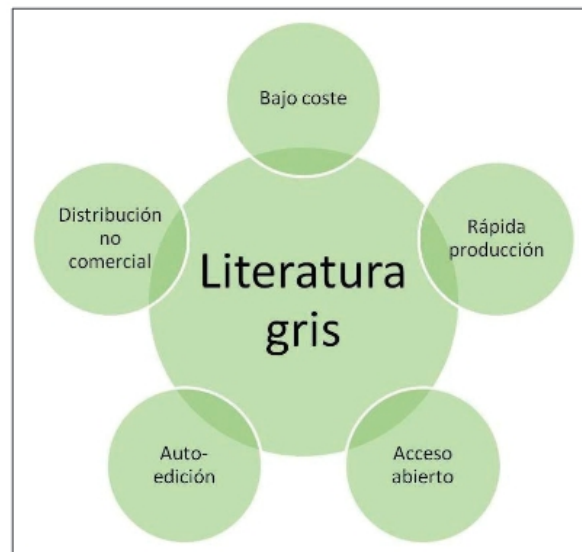 Bajo coste
Distribución
no
comercial
Rápida
producción
Literatura
gris
Auto-
edición
Acceso
abierto